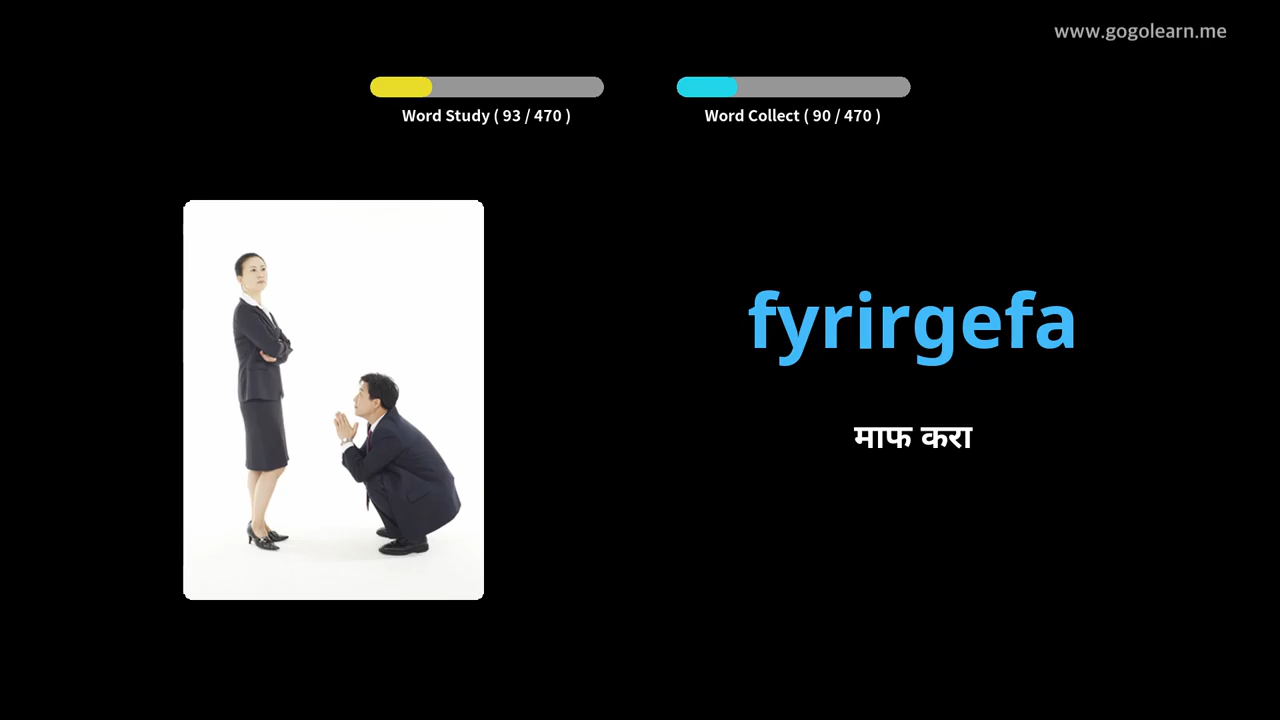 www.gogolearn.me
Word Study ( 93 / 470 )
Word Collect ( 90 / 470 )
fyrirgefa
माफ करा